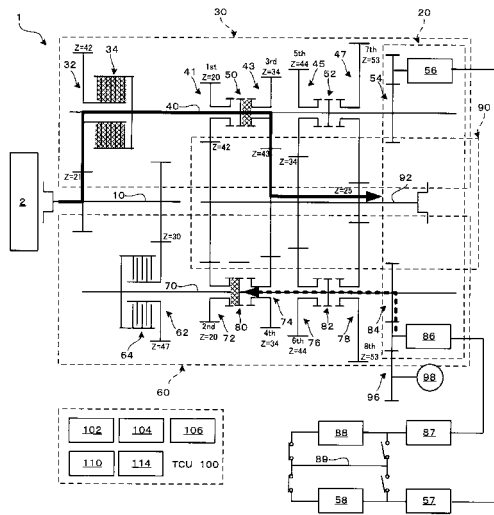 1
30
20
Z=42
34
32
1st
Z=20
41
50
43
3rd
Z=34
5th
Z=44
45
52
47
7th
Z=53
54
56
40
90
Z=42
Z=43
Z=34
Z=21
Z=25
2
10
92
Z=30
70
74
84
86
62
64
Z=47
2nd
Z=20
72
80
4th
Z=34
6th
Z=44
76
82
78
8th
Z=53
60
96
98
102
104
106
110
114
TCU 100
88
87
89
58
57